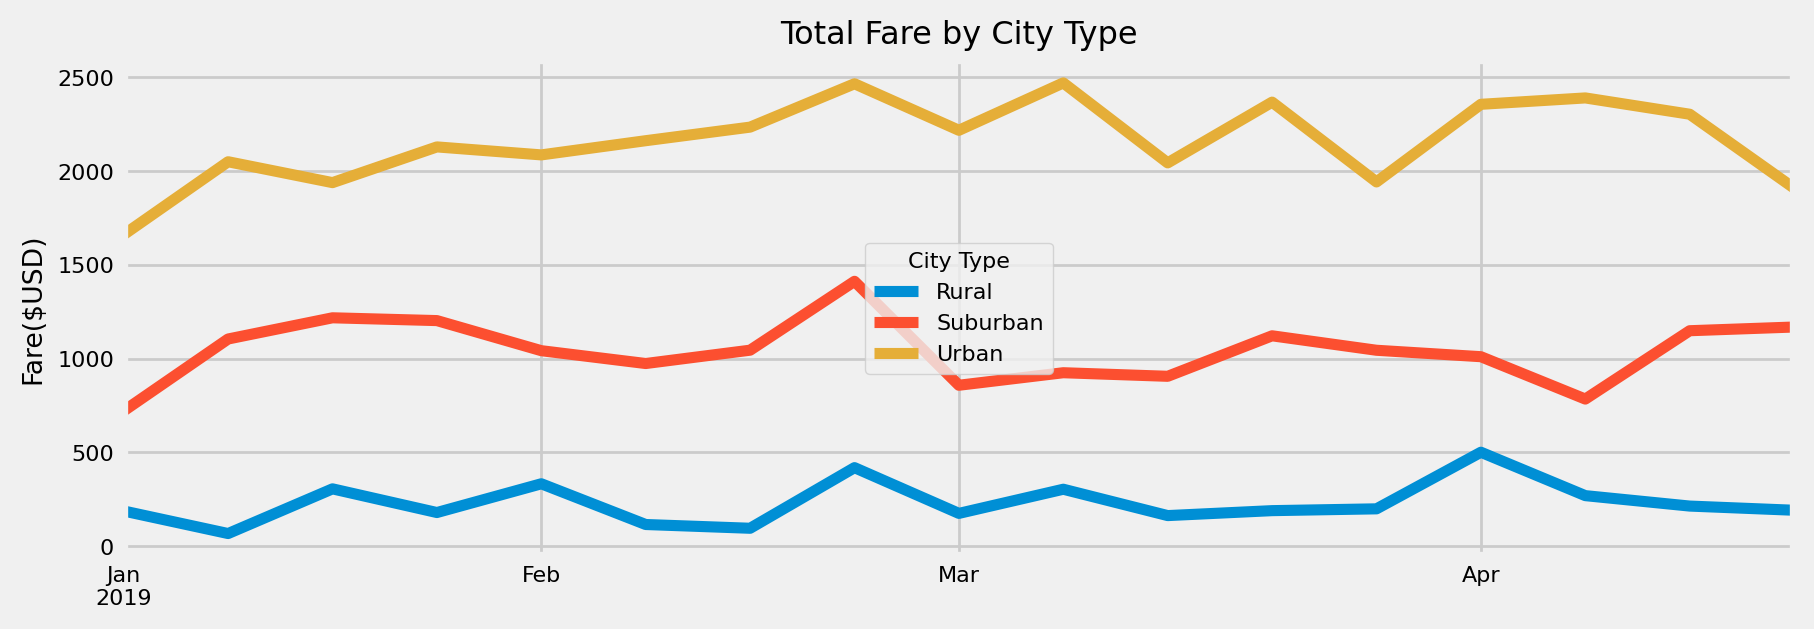 Total Fare by City Type
Fare($USD)
2500
2000
1500
1000
500
0
City Type
Rural
Suburban
Urban
Jan
2019
Feb
Mar
Apr